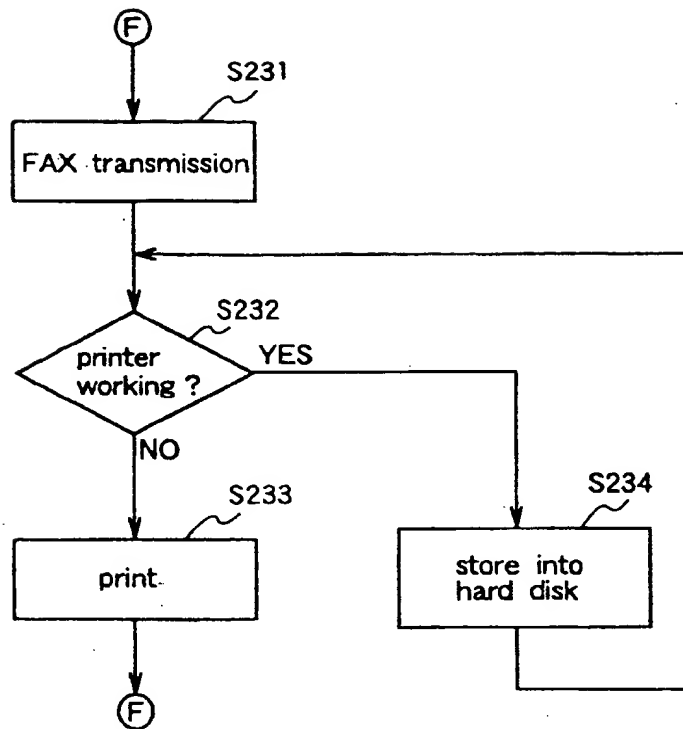 F
S231
FAX transmission
S232
printer
working ?
YES
NO
S233
print
S234
store into
hard disk
F